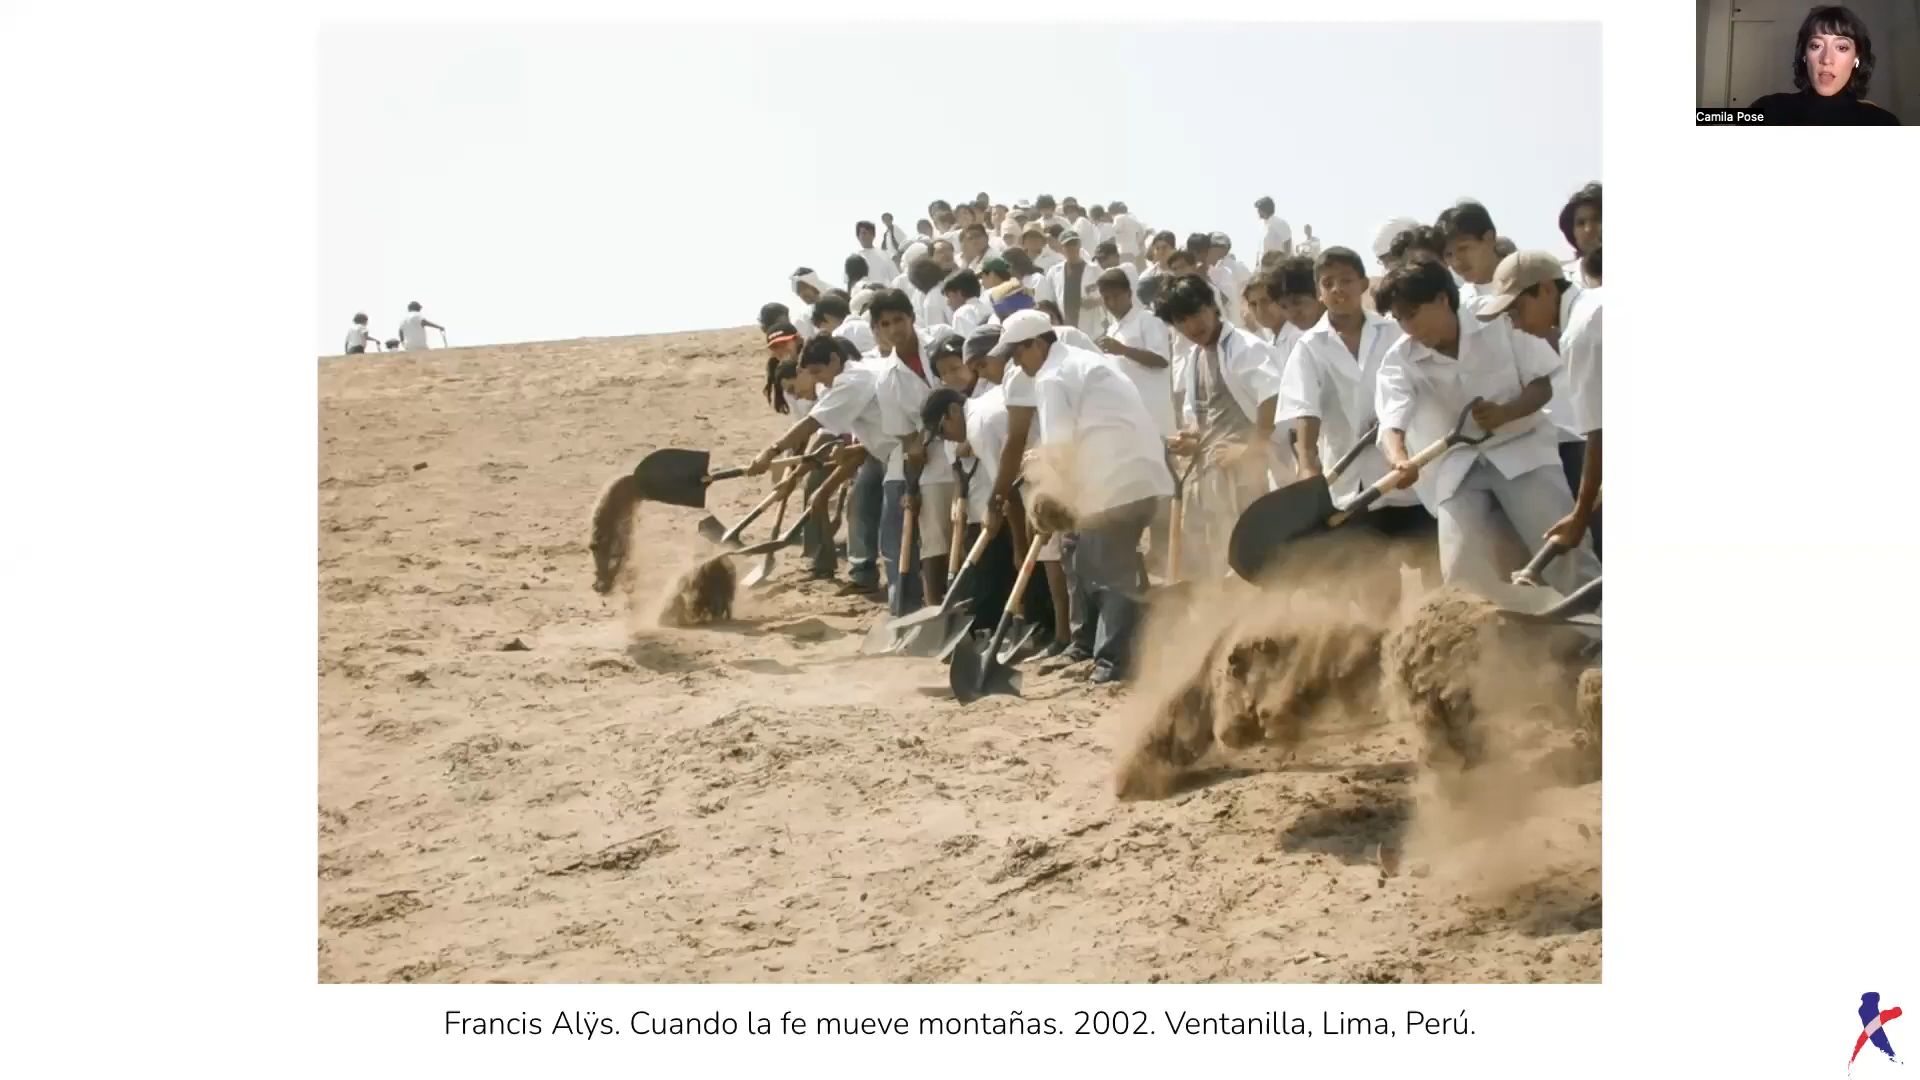 Camila Pose
Francis Alÿs. Cuando la fe mueve montañas. 2002. Ventanilla, Lima, Perú.